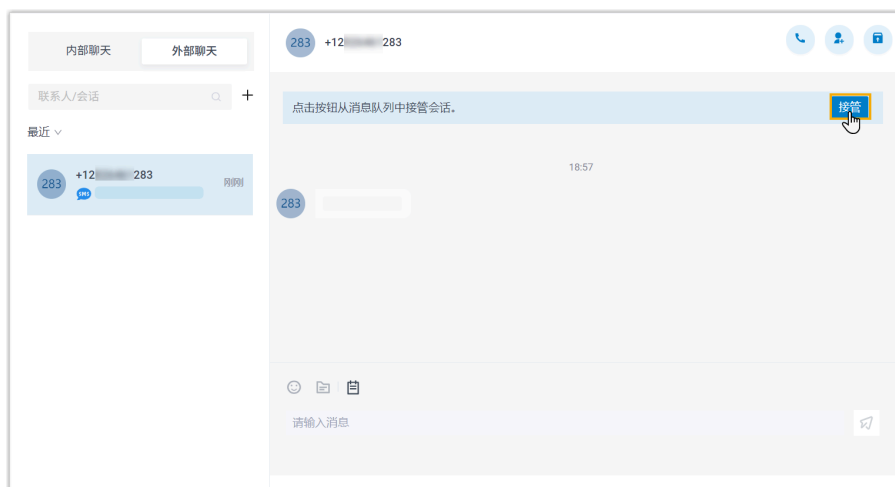 内部聊天
外部聊天
联系人/会话
最近
283
+12 283
SMS
刚刚
283
+12 283
点击按钮从消息队列中接管会话。
接管
18:57
283
请输入消息